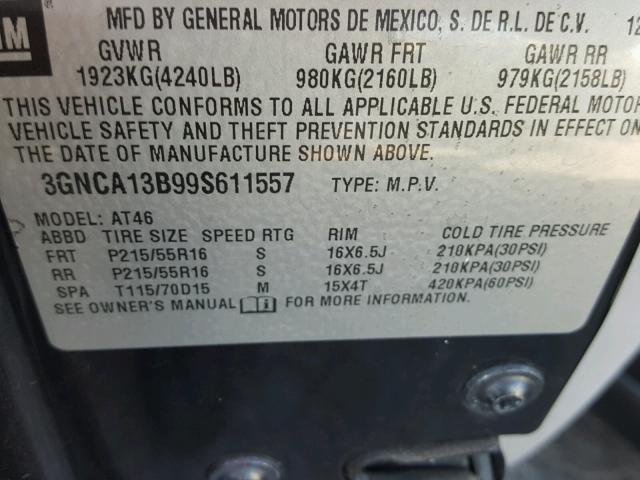 GM
MFD BY GENERAL MOTORS DE MEXICO, S. DE R.L. DE C.V. 12
GVWR GAWR FRT GAWR RR
1923KG(4240LB) 980KG(2160LB) 979KG(2158LB)
THIS VEHICLE CONFORMS TO ALL APPLICABLE U.S. FEDERAL MOTOR
VEHICLE SAFETY AND THEFT PREVENTION STANDARDS IN EFFECT ON
THE DATE OF MANUFACTURE SHOWN ABOVE.
3GNCA13B99S611557 TYPE: M.P.V.
MODEL: AT46
ABBD TIRE SIZE SPEED RTG RIM COLD TIRE PRESSURE
FRT P215/55R16 S 16X6.5J 210KPA(30PSI)
RR P215/55R16 S 16X6.5J 210KPA(30PSI)
SPA T115/70D15 M 15X4T 420KPA(60PSI)
SEE OWNER'S MANUAL FOR MORE INFORMATION.